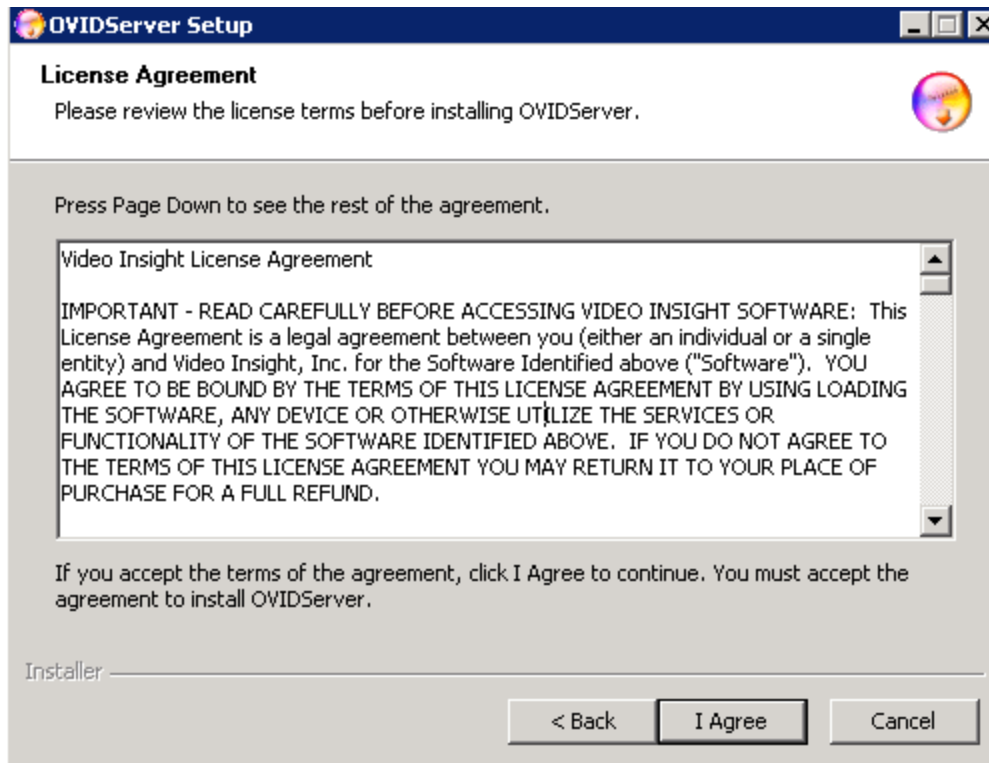 OVIDServer Setup
License Agreement
Please review the license terms before installing OVIDServer.
Press Page Down to see the rest of the agreement.
Video Insight License Agreement
IMPORTANT - READ CAREFULLY BEFORE ACCESSING VIDEO INSIGHT SOFTWARE:  This
License Agreement is a legal agreement between you (either an individual or a single
entity) and Video Insight, Inc. for the Software Identified above ("Software").  YOU
AGREE TO BE BOUND BY THE TERMS OF THIS LICENSE AGREEMENT BY USING LOADING
THE SOFTWARE, ANY DEVICE OR OTHERWISE UTILIZE THE SERVICES OR
FUNCTIONALITY OF THE SOFTWARE IDENTIFIED ABOVE.  IF YOU DO NOT AGREE TO
THE TERMS OF THIS LICENSE AGREEMENT YOU MAY RETURN IT TO YOUR PLACE OF
PURCHASE FOR A FULL REFUND.
If you accept the terms of the agreement, click I Agree to continue. You must accept the
agreement to install OVIDServer.
Installer
< Back I Agree Cancel